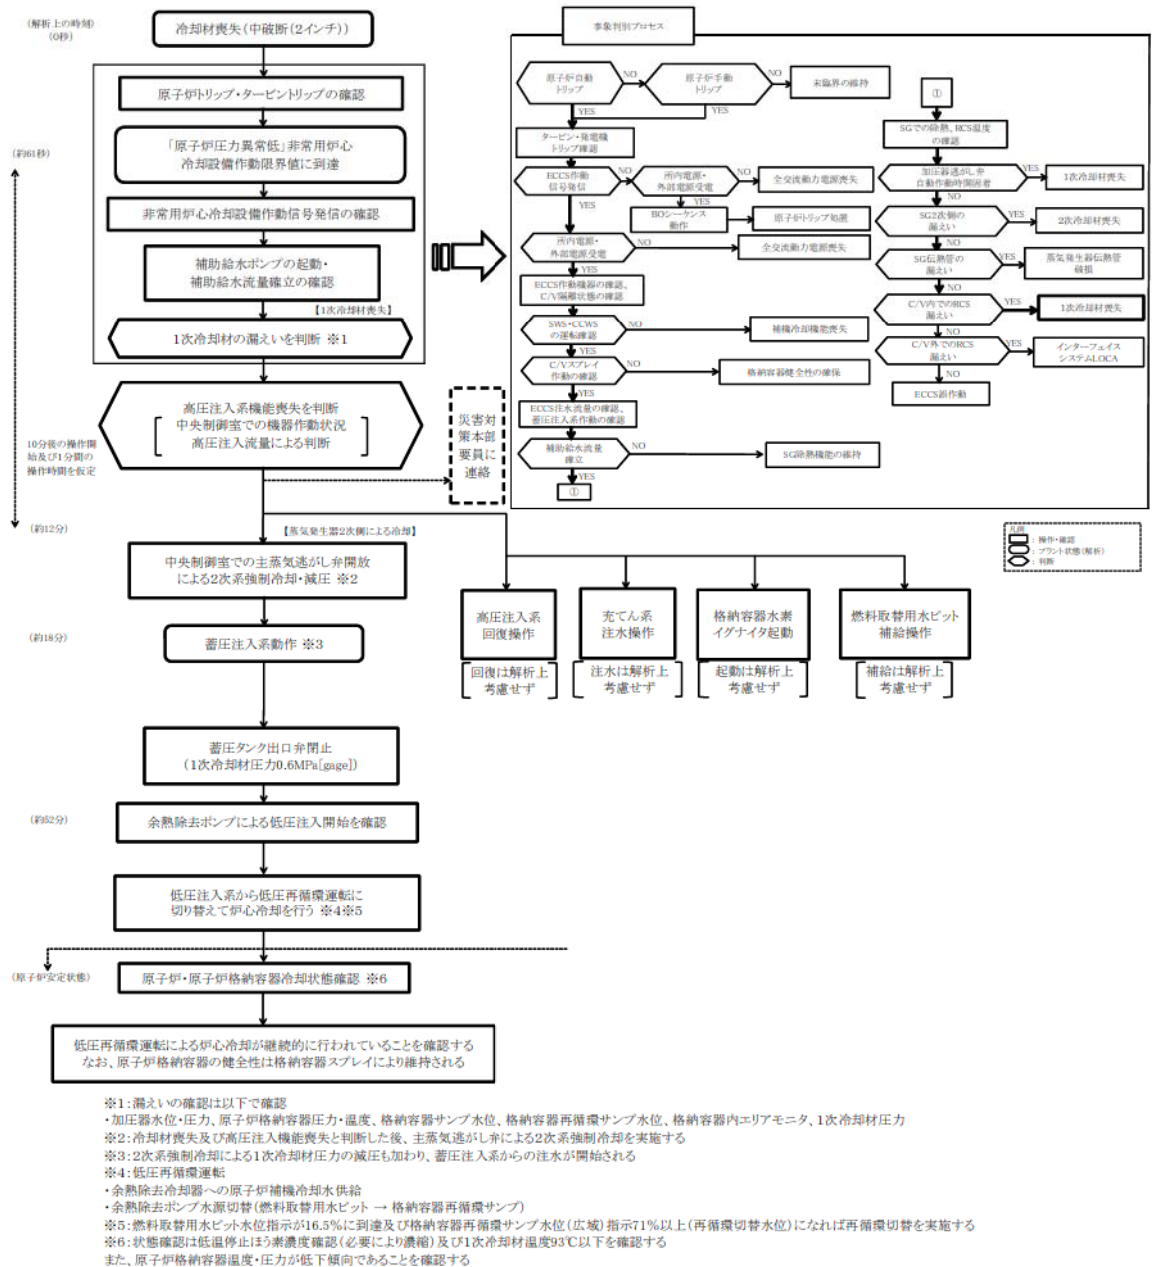 (解析上の時刻)
(0秒)
冷却材喪失(中破断(2インチ))
原子炉トリップ・タービントリップの確認
(約61秒)
「原子炉圧力異常低」非常用炉心
冷却設備作動限界値に到達
非常用炉心冷却設備作動信号発信の確認
補助給水ポンプの起動・
補助給水流量確立の確認
【1次冷却材喪失】
1次冷却材の漏えいを判断 ※1
高圧注入系機能喪失を判断
中央制御室での機器作動状況
高圧注入流量による判断
10分後の操作開
始及び1分間の
操作時間を仮定
災害対
策本部
要員に
連絡
(約12分)
【蒸気発生器2次側による冷却】
中央制御室での主蒸気逃がし弁開放
による2次系強制冷却・減圧 ※2
(約18分)
蓄圧注入系動作 ※3
高圧注入系
回復操作
回復は解析上
考慮せず
充てん系
注水操作
注水は解析上
考慮せず
格納容器水素
イグナイタ起動
起動は解析上
考慮せず
燃料取替用水ピット
補給操作
補給は解析上
考慮せず
蓄圧タンク出口弁閉止
(1次冷却材圧力0.6MPa[gage])
(約52分)
余熱除去ポンプによる低圧注入開始を確認
低圧注入系から低圧再循環運転に
切り替えて炉心冷却を行う ※4※5
(原子炉安定状態)
原子炉・原子炉格納容器冷却状態確認 ※6
低圧再循環運転による炉心冷却が継続的に行われていることを確認する
なお、原子炉格納容器の健全性は格納容器スプレイにより維持される
事象判別プロセス
原子炉自動
トリップ
NO
原子炉手動
トリップ
NO
未臨界の維持
YES
YES
タービン・発電機
トリップ確認
ECCS作動
信号発信
NO
所内電源・
外部電源受電
NO
全交流動力電源喪失
YES
YES
BOシーケンス
動作
原子炉トリップ処置
所内電源・
外部電源受電
NO
全交流動力電源喪失
YES
ECCS作動機器の確認、
C/V隔離状態の確認
SWS・CCWS
の運転確認
NO
補機冷却機能喪失
YES
C/Vスプレイ
作動の確認
NO
格納容器健全性の確保
YES
ECCS注水流量の確認、
蓄圧注入系作動の確認
補助給水流量
確立
NO
SG除熱機能の維持
YES
①
①
SGでの除熱、RCS温度
の確認
加圧器逃がし弁
自動作動時開固着
YES
1次冷却材喪失
NO
SG2次側の
漏えい
YES
2次冷却材喪失
NO
SG伝熱管の
漏えい
YES
蒸気発生器伝熱管
破損
NO
C/V内でのRCS
漏えい
YES
1次冷却材喪失
NO
C/V外でのRCS
漏えい
YES
インターフェイス
システムLOCA
NO
ECCS誤作動
凡例
: 操作・確認
: プラント状態(解析)
: 判断
※1:漏えいの確認は以下で確認
・加圧器水位・圧力、原子炉格納容器圧力・温度、格納容器サンプ水位、格納容器再循環サンプ水位、格納容器内エリアモニタ、1次冷却材圧力
※2:冷却材喪失及び高圧注入機能喪失と判断した後、主蒸気逃がし弁による2次系強制冷却を実施する
※3:2次系強制冷却による1次冷却材圧力の減圧も加わり、蓄圧注入系からの注水が開始される
※4:低圧再循環運転
・余熱除去冷却器への原子炉補機冷却水供給
・余熱除去ポンプ水源切替(燃料取替用水ピット → 格納容器再循環サンプ)
※5:燃料取替用水ピット水位指示が16.5%に到達及び格納容器再循環サンプ水位(広域)指示71%以上(再循環切替水位)になれば再循環切替を実施する
※6:状態確認は低温停止ほう素濃度確認(必要により濃縮)及び1次冷却材温度93℃以下を確認する
また、原子炉格納容器温度・圧力が低下傾向であることを確認する